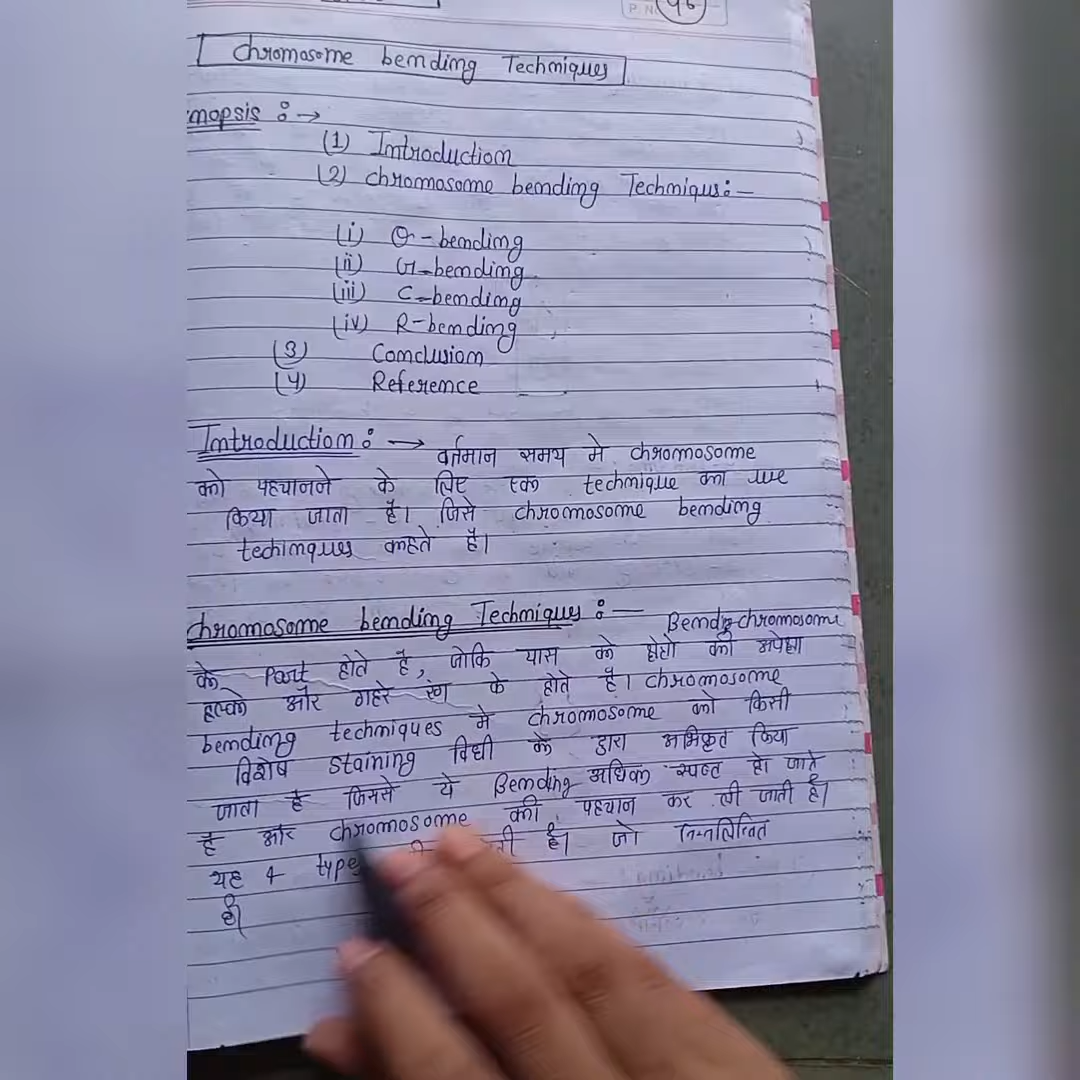 P. No 96
Chromosome bending Techniques
nopsis :→
(1) Introduction
(2) chromosome bending Techniqus:-
(i) Q-bending
(ii) G-bending
(iii) C-bending
(iv) R-bending
(3) Conclusion
(4) Reference
Introduction :→ वर्तमान समय मे chromosome
को पहचानने के लिए एक technique का use
किया जाता है। जिसे chromosome bending
techinques कहते है।
Chromosome bending Techniques :- Bendg chromosome
के Part होते है, जोकि पास के क्षेत्रो की अपेक्षा
हल्के और गहरे रंग के होते है। chromosome
bending techniques मे chromosome को किसी
विशेष staining विधी के द्वारा अभिकृत किया
जाता है जिससे ये Bending अधिक स्पष्ट हो जाते
है और chromosome की पहचान कर ली जाती है।
यह 4 type है। जो निम्नलिखित
है।